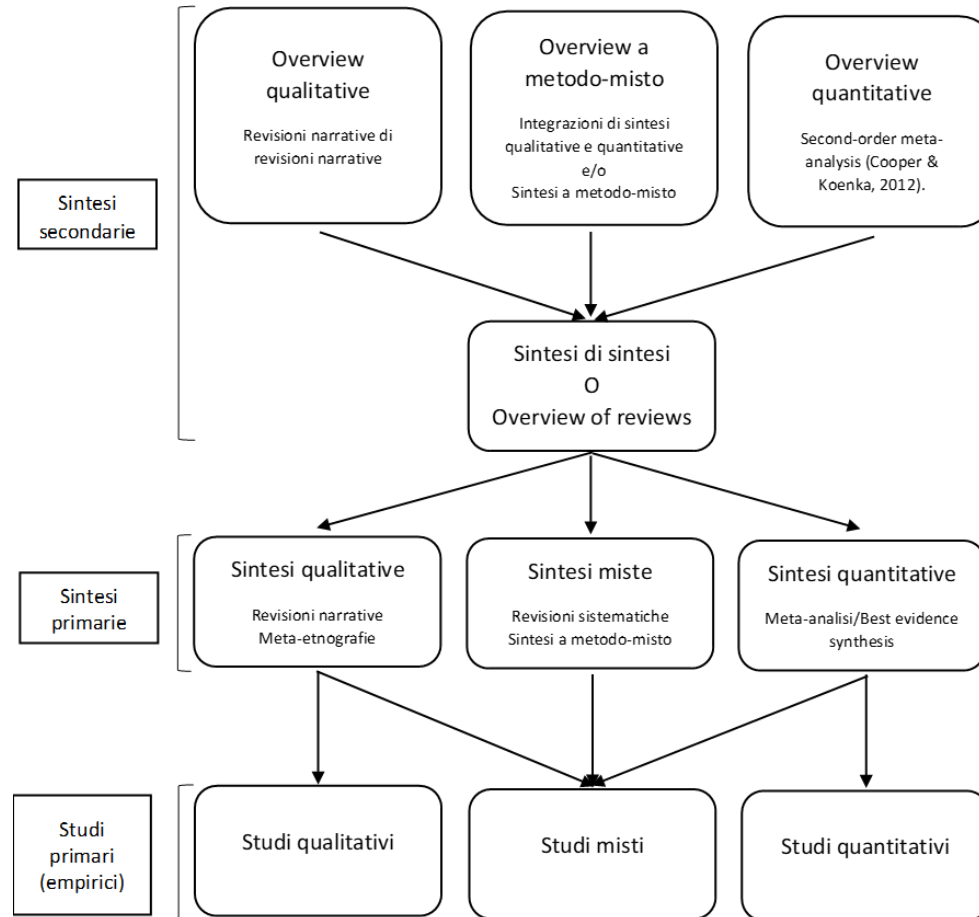 Overview
qualitative
Revisioni narrative di
revisioni narrative
Overview a
metodo-misto
Integrazioni di sintesi
qualitative e quantitative
e/o
Sintesi a metodo-misto
Overview
quantitative
Second-order meta-
analysis (Cooper &
Koenka, 2012).
Sintesi
secondarie
Sintesi di sintesi
O
Overview of reviews
Sintesi
primarie
Sintesi qualitative
Revisioni narrative
Meta-etnografie
Sintesi miste
Revisioni sistematiche
Sintesi a metodo-misto
Sintesi quantitative
Meta-analisi/Best evidence
synthesis
Studi
primari
(empirici)
Studi qualitativi
Studi misti
Studi quantitativi